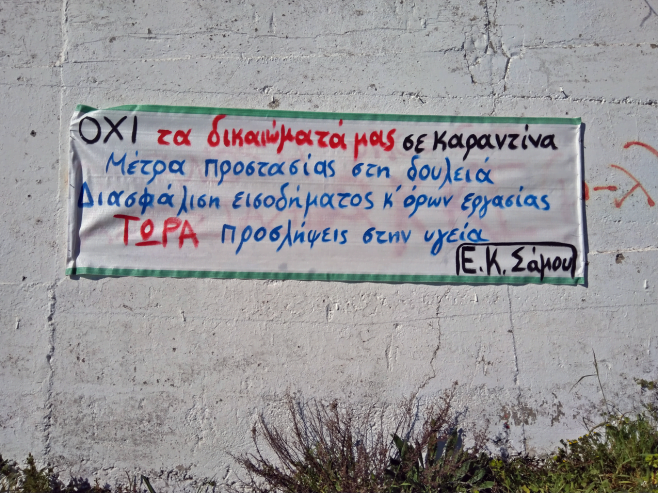 ΟΧΙ τα δικαιώματά μας σε καραντίνα
Μέτρα προστασίας στη δουλειά
Διασφάλιση εισοδήματος κ' όρων εργασίας
ΤΩΡΑ προσλήψεις στην υγεία
Ε.Κ. Σάμου